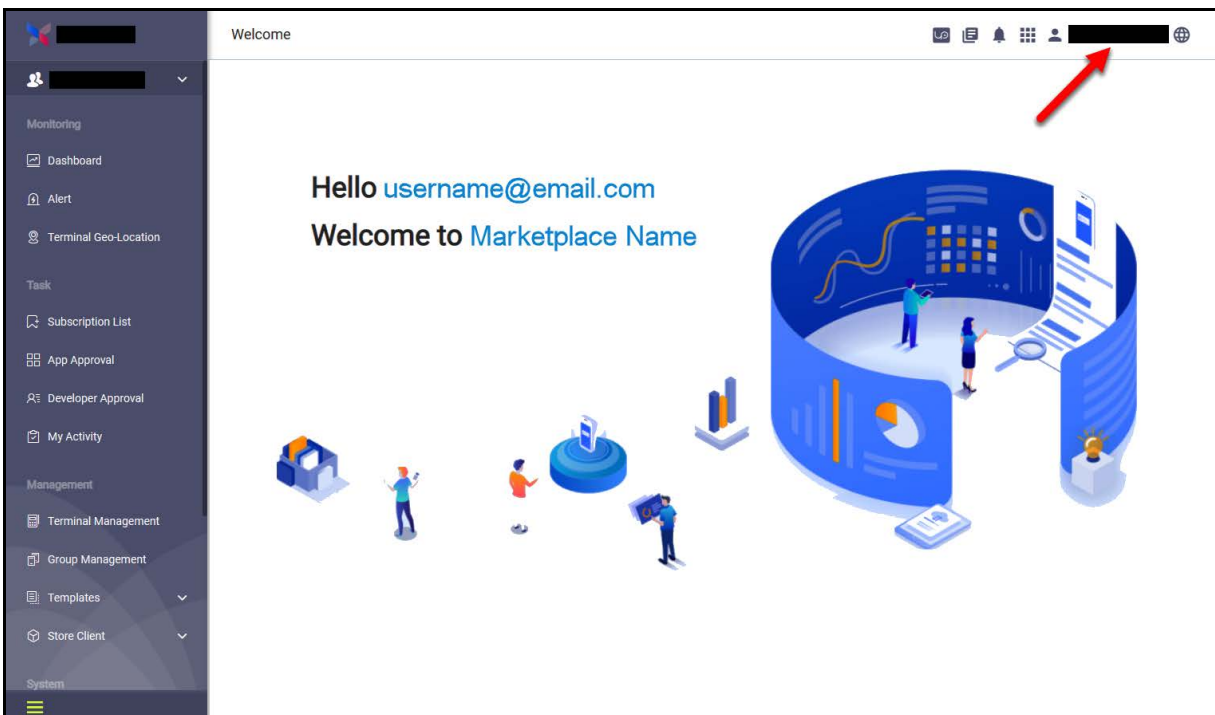 Welcome
Monitoring
Dashboard
Alert
Terminal Geo-Location
Task
Subscription List
App Approval
Developer Approval
My Activity
Management
Terminal Management
Group Management
Templates
Store Client
System
Hello username@email.com
Welcome to Marketplace Name